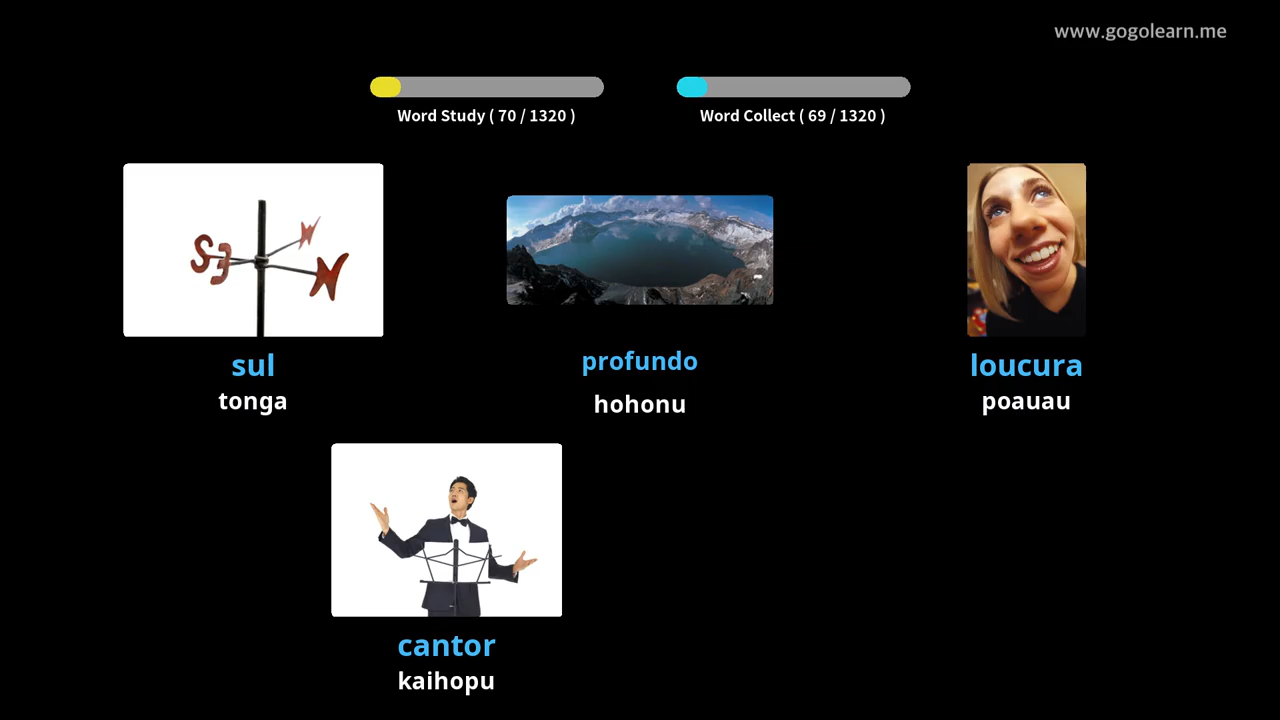 www.gogolearn.me
Word Study ( 70 / 1320 )
Word Collect ( 69 / 1320 )
S
E
N
sul
tonga
profundo
hohonu
loucura
poauau
cantor
kaihopu